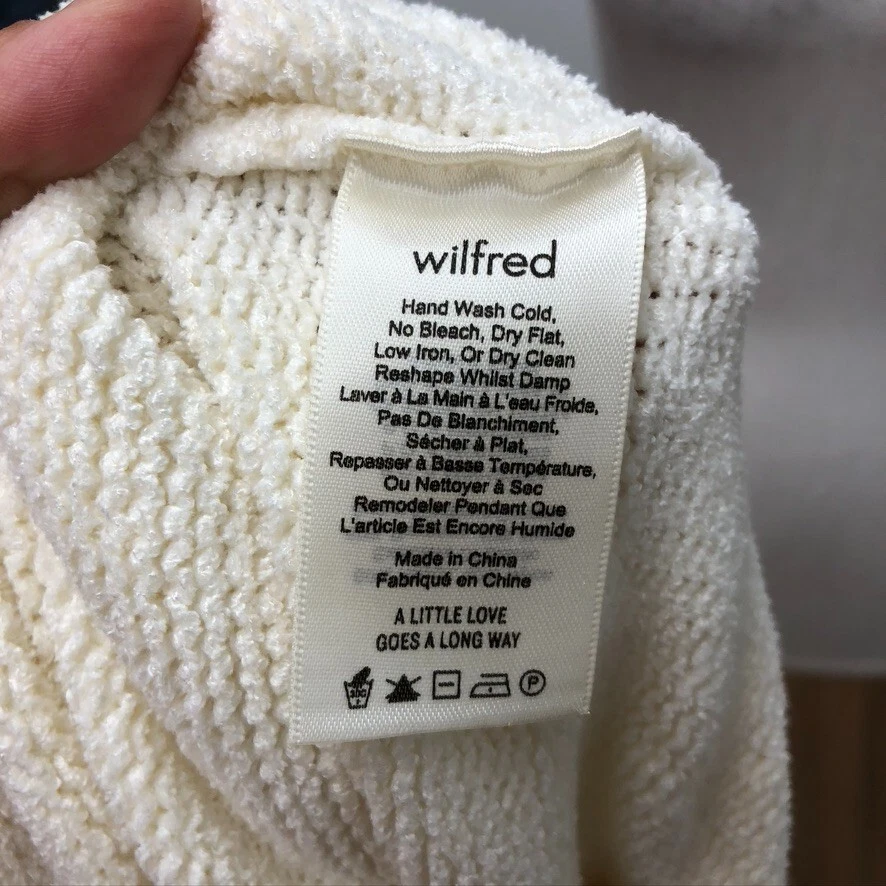 wilfred
Hand Wash Cold,
No Bleach, Dry Flat,
Low Iron, Or Dry Clean
Reshape Whilst Damp
Laver à La Main à L'eau Froide,
Pas De Blanchiment,
Sécher à Plat,
Repasser à Basse Température,
Ou Nettoyer à Sec
Remodeler Pendant Que
L'article Est Encore Humide
Made in China
Fabriqué en Chine
A LITTLE LOVE
GOES A LONG WAY
P